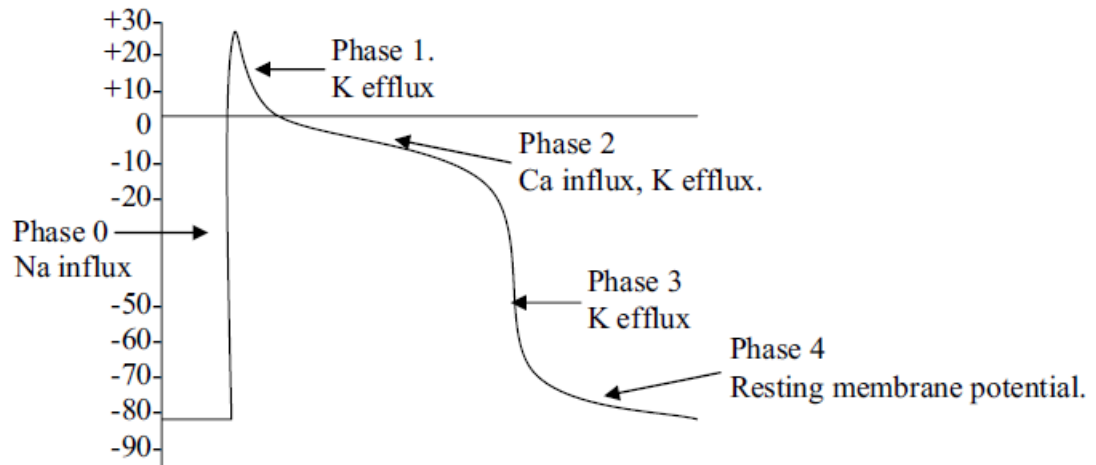 +30
+20
+10
0
-10
-20
-50
-60
-70
-80
-90
Phase 1.
K efflux
Phase 2
Ca influx, K efflux.
Phase 0
Na influx
Phase 3
K efflux
Phase 4
Resting membrane potential.